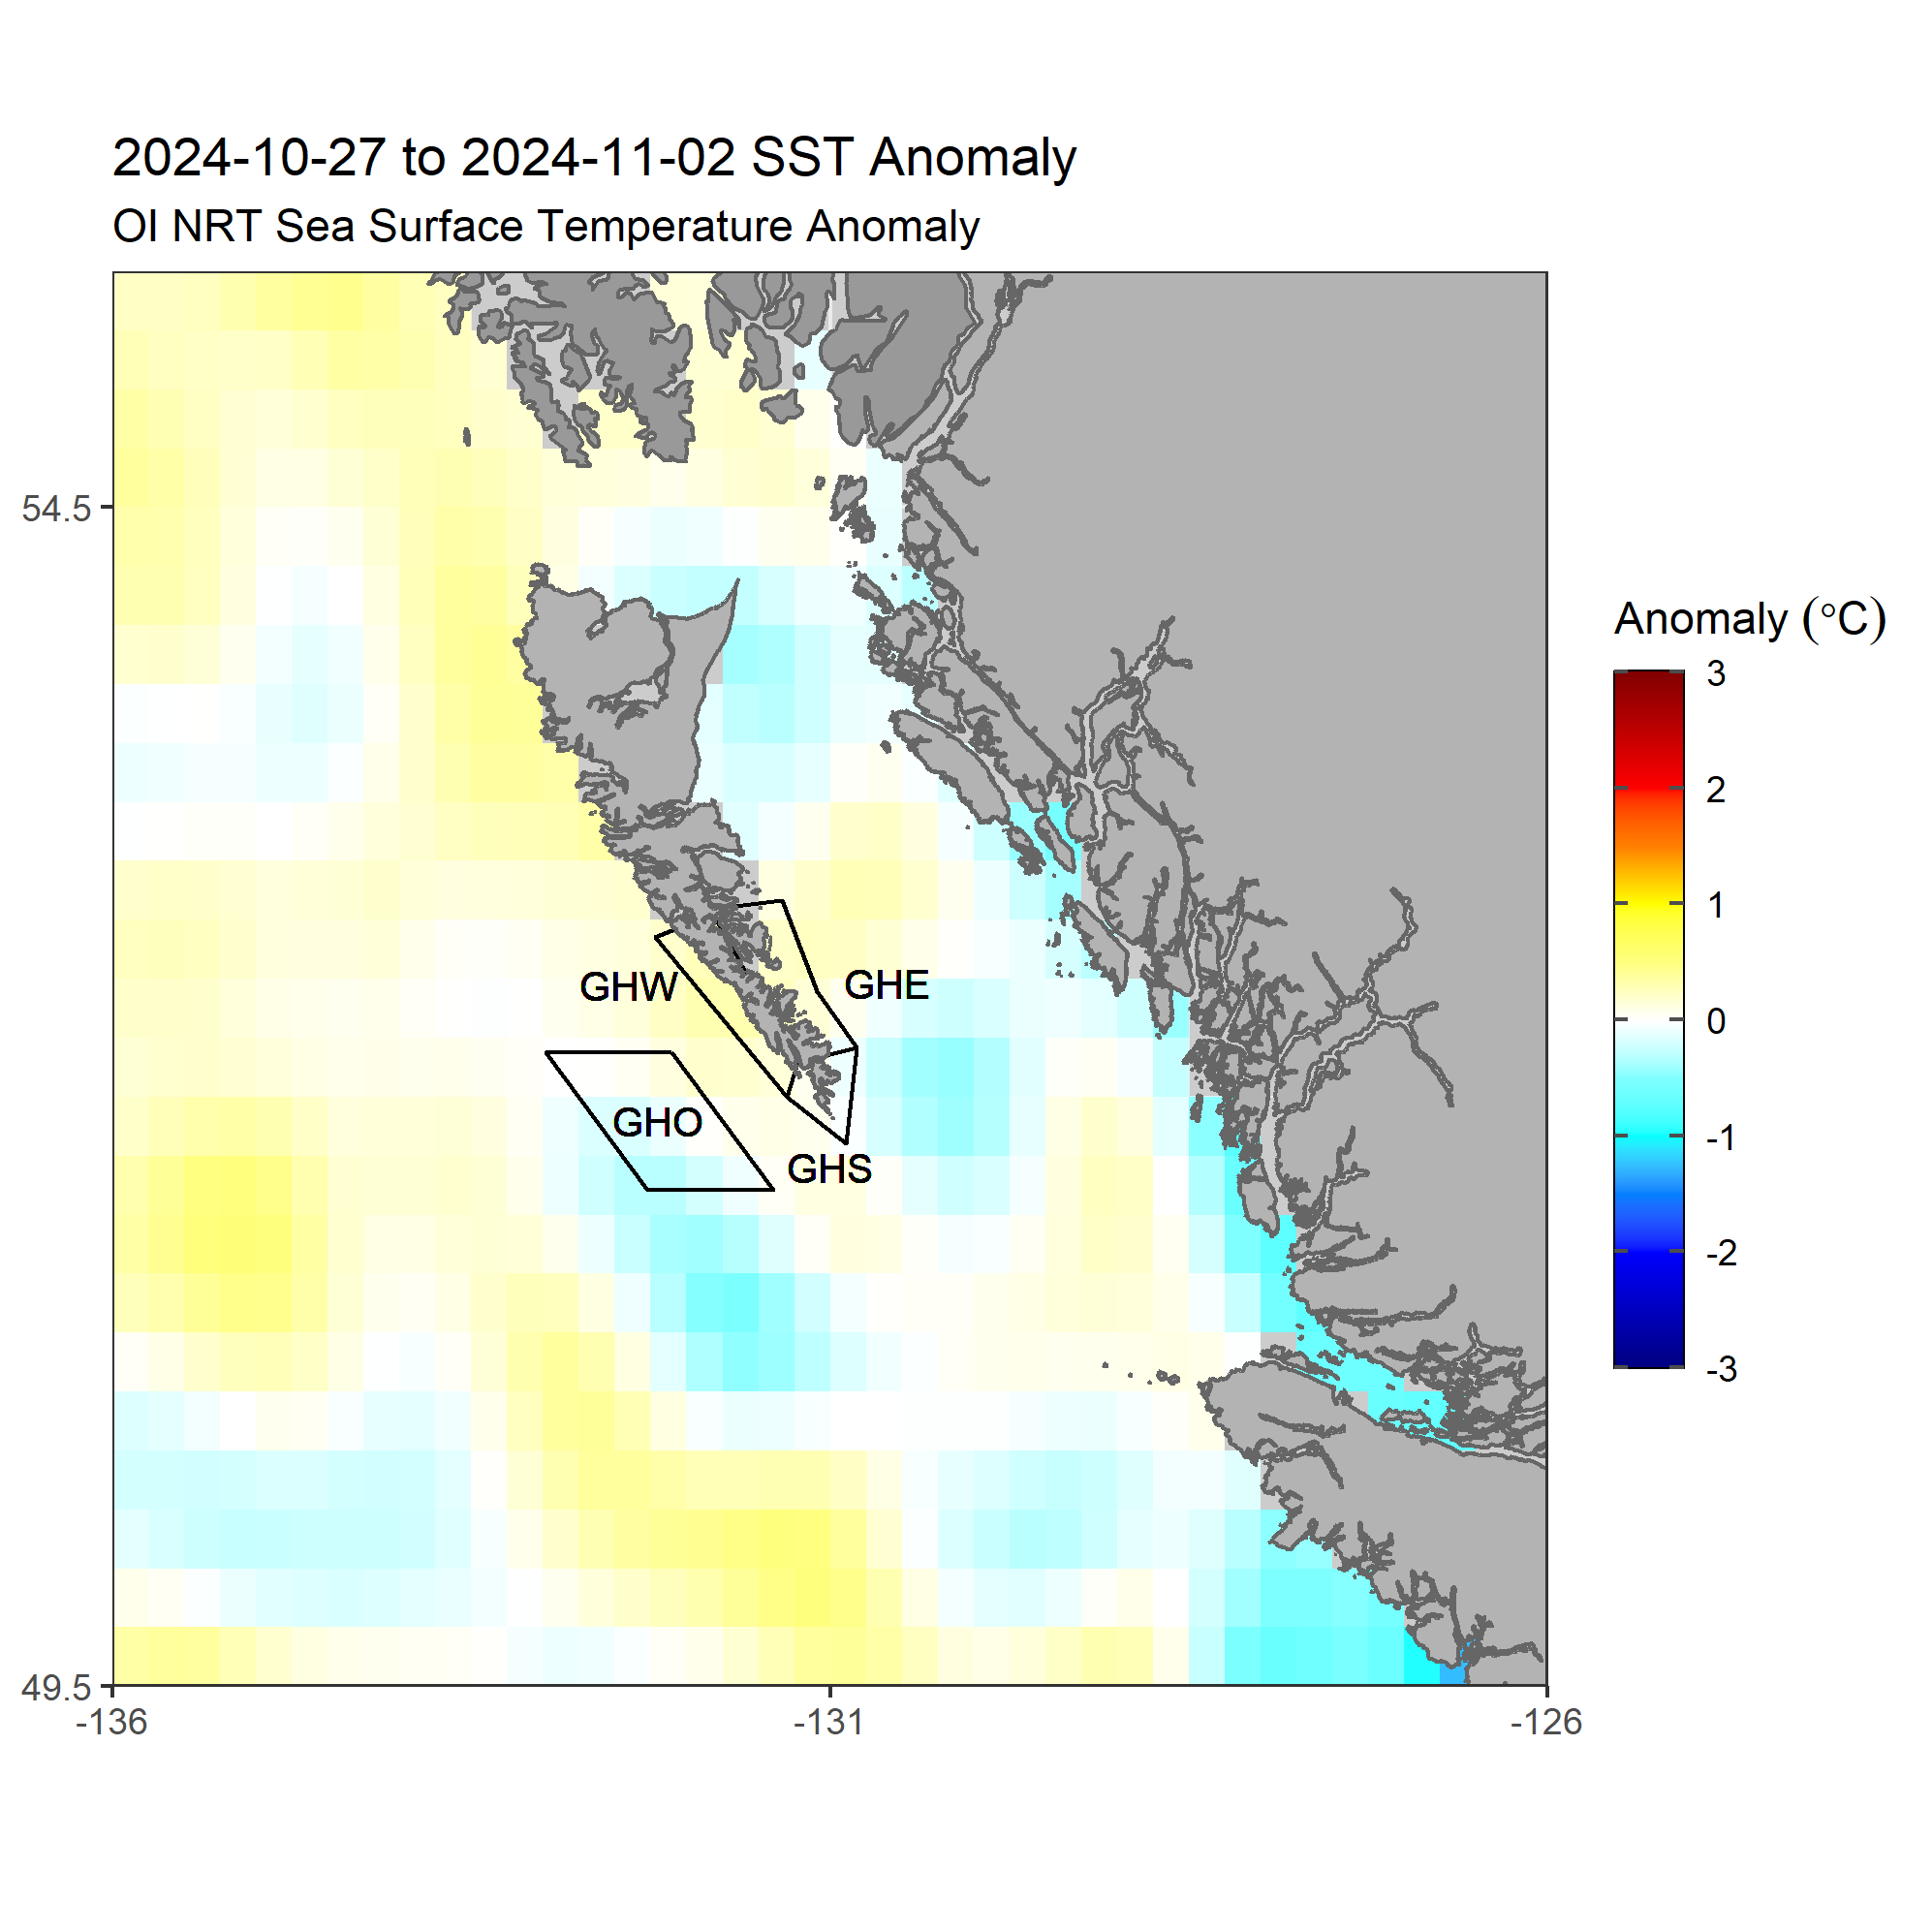 2024-10-27 to 2024-11-02 SST Anomaly
OI NRT Sea Surface Temperature Anomaly
54.5
49.5
-136
-131
-126
GHW
GHE
GHO
GHS
Anomaly (°C)
3
2
1
0
-1
-2
-3